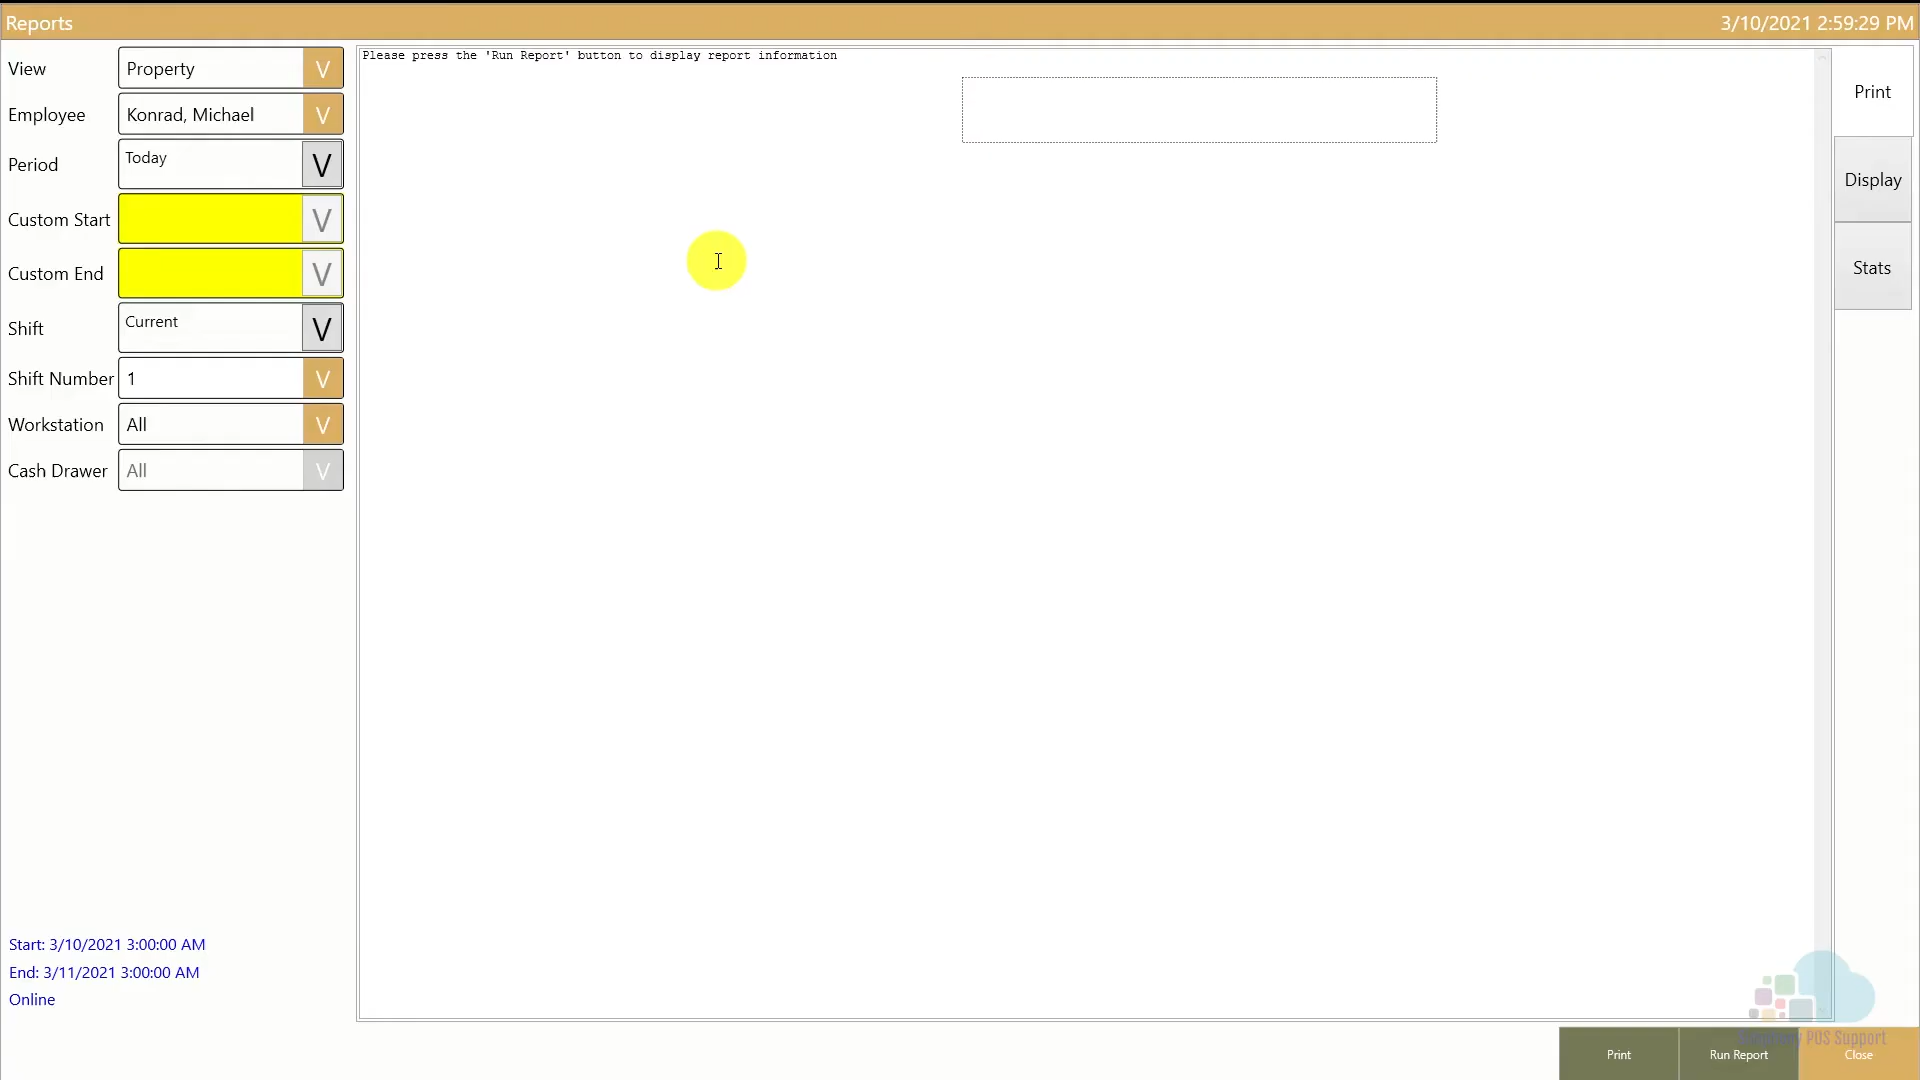 Reports
3/10/2021 2:59:29 PM
View
Property
V
Employee
Konrad, Michael
V
Period
Today
V
Custom Start
V
Custom End
V
Shift
Current
V
Shift Number
1
V
Workstation
All
V
Cash Drawer
All
V
Please press the 'Run Report' button to display report information
Print
Display
Stats
Start: 3/10/2021 3:00:00 AM
End: 3/11/2021 3:00:00 AM
Online
POS Support
Print
Run Report
Close